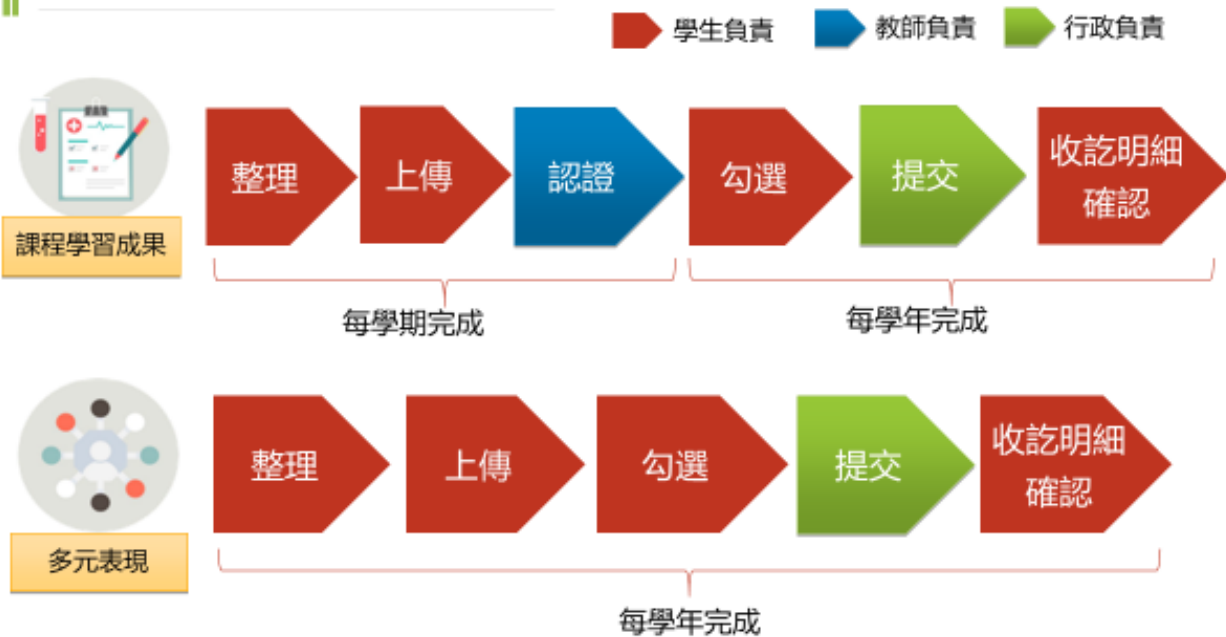 學生負責
教師負責
行政負責
整理
上傳
認證
勾選
提交
收訖明細
確認
課程學習成果
每學期完成
每學年完成
整理
上傳
勾選
提交
收訖明細
確認
多元表現
每學年完成